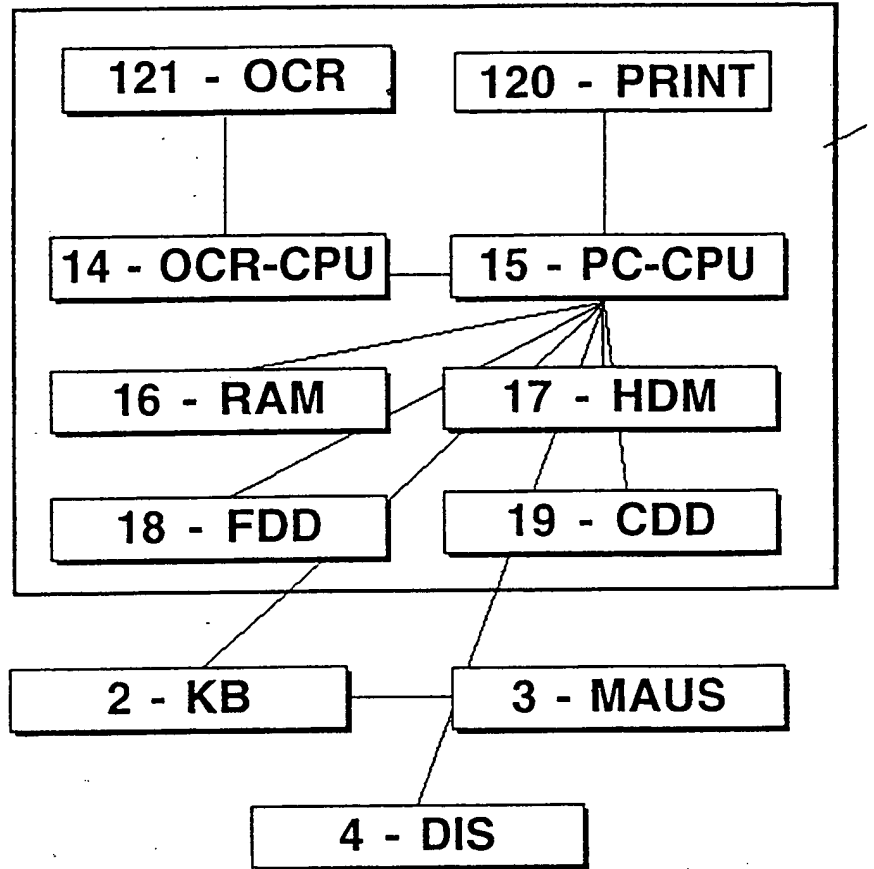 121 - OCR
120 - PRINT
14 - OCR-CPU
15 - PC-CPU
16 - RAM
17 - HDM
18 - FDD
19 - CDD
2 - KB
3 - MAUS
4 - DIS